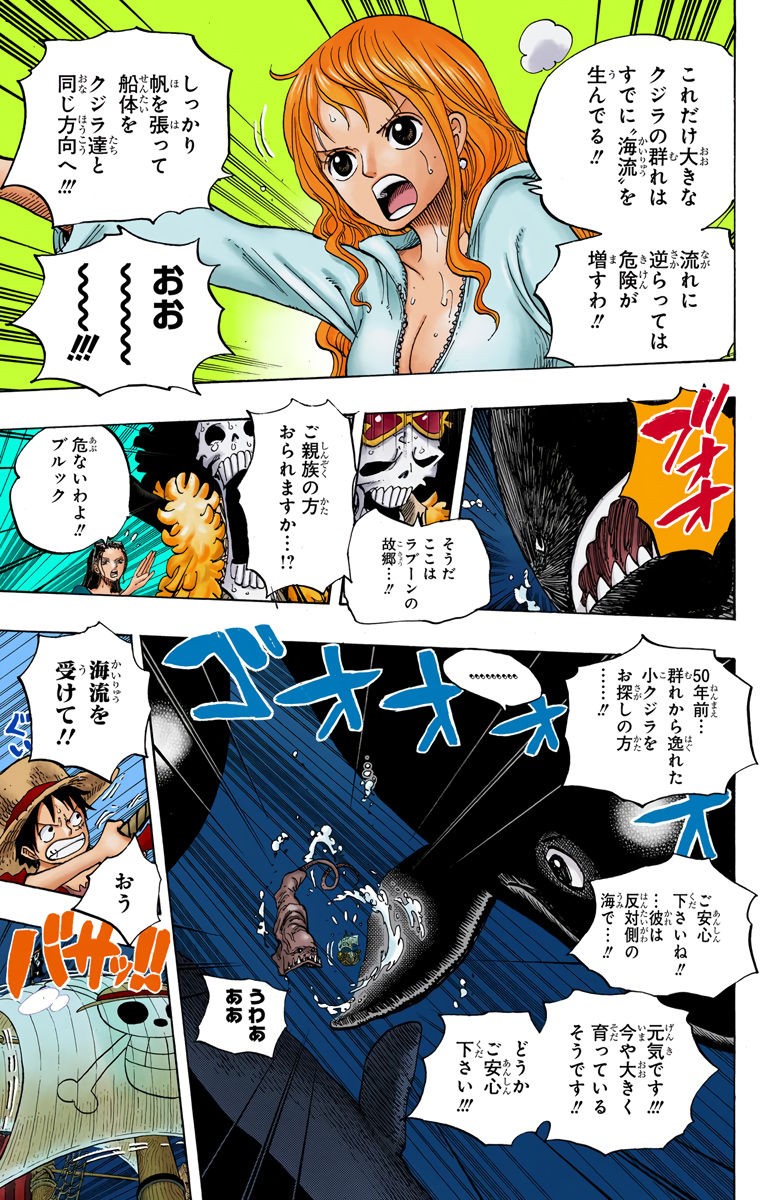 これだけ大きな
クジラの群れは
すでに〝海流〟を
生んでる!!
流れに
逆らっては
危険が
増すわ!!
しっかり
帆を張って
船体を
クジラ達と
同じ方向へ!!!
おお
〜〜〜〜
〜〜〜〜!!!
ブオオオ
そうだ
ここは
ラブーンの
故郷…!!
ご親族の方
おられますか…!?
危ないわよ!!
ブルック
50年前…
群れから逸れた
小クジラを
お探しの方
……!!
…………
ゴオオオオオ
ご安心
下さいね!!
…彼は
反対側の
海で…!!
元気です!!!
今や大きく
育っている
そうです!!
どうか
ご安心
下さい!!!
うわあ
ああ
海流を
受けて!!
ぐいっ
おう
バサッ!!